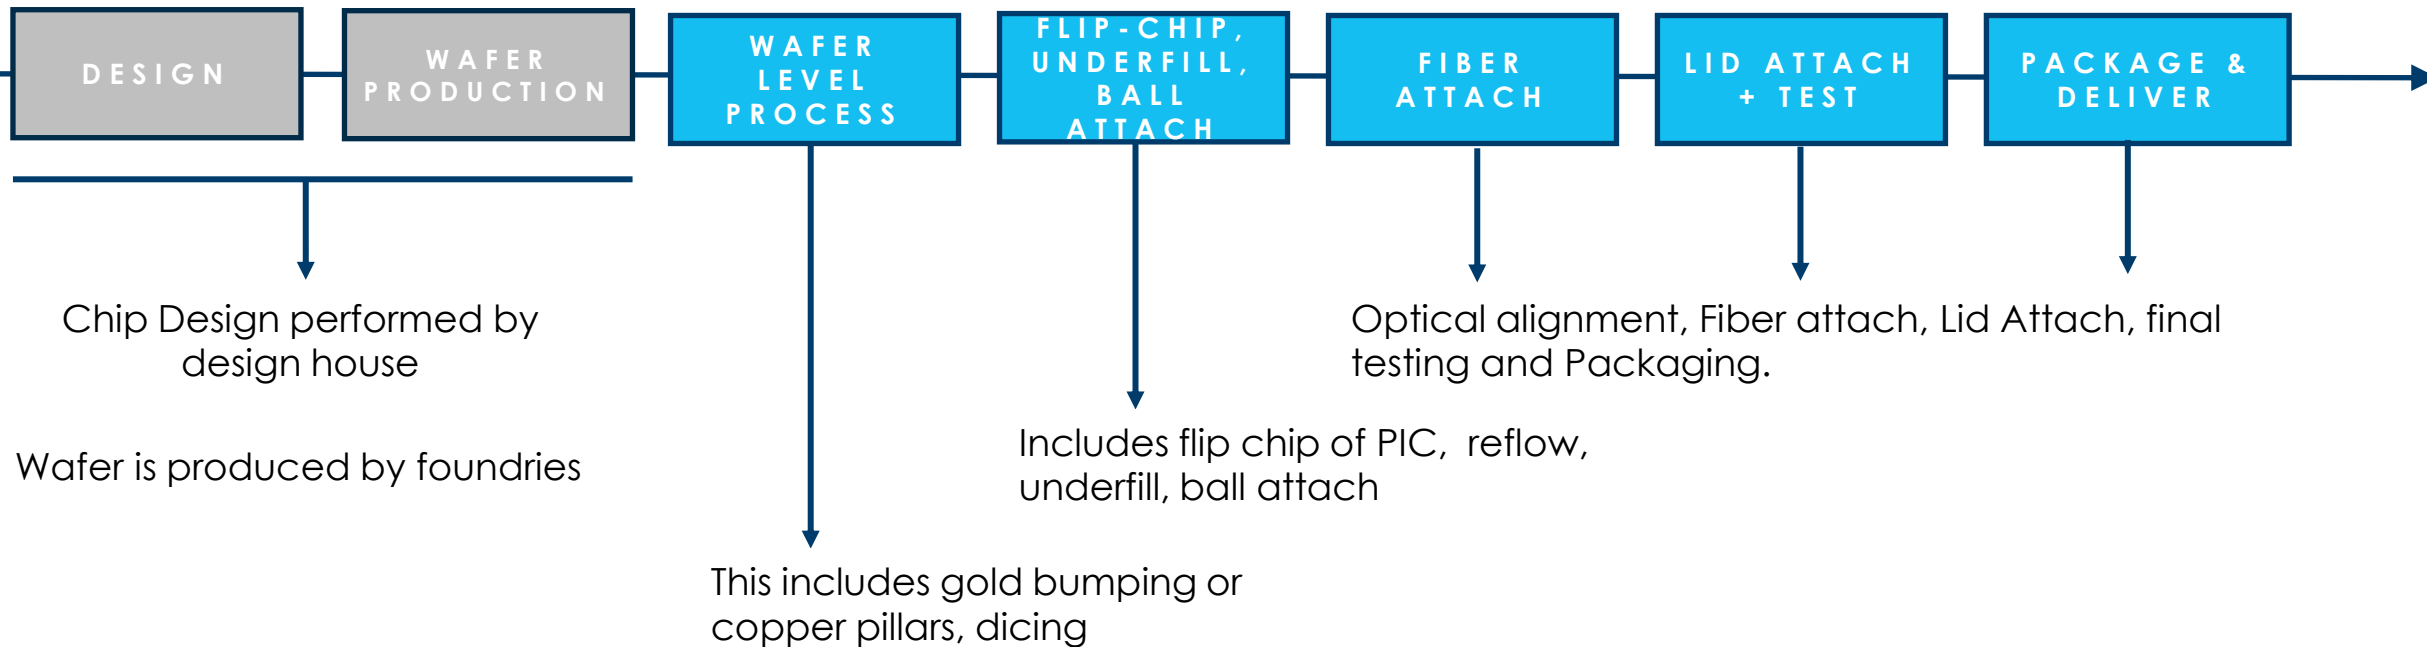 DESIGN
WAFER
PRODUCTION
WAFER
LEVEL
PROCESS
FLIP-CHIP,
UNDERFILL,
BALL
ATTACH
FIBER
ATTACH
LID ATTACH
+ TEST
PACKAGE &
DELIVER
Chip Design performed by
design house
Wafer is produced by foundries
This includes gold bumping or
copper pillars, dicing
Includes flip chip of PIC, reflow,
underfill, ball attach
Optical alignment, Fiber attach, Lid Attach, final
testing and Packaging.